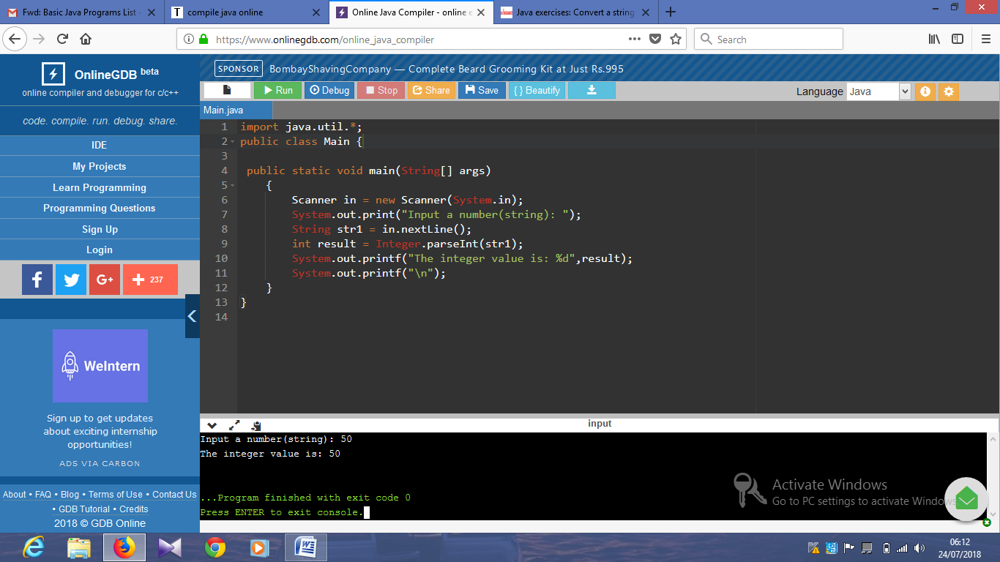 Fwd: Basic Java Programs List -
compile java online
Online Java Compiler - online e
Java exercises: Convert a string
https://www.onlinegdb.com/online_java_compiler
Search
OnlineGDB beta
online compiler and debugger for c/c++
code. compile. run. debug. share.
IDE
My Projects
Learn Programming
Programming Questions
Sign Up
Login
237
WeIntern
Sign up to get updates
about exciting internship
opportunities!
ADS VIA CARBON
About • FAQ • Blog • Terms of Use • Contact Us
• GDB Tutorial • Credits
2018 © GDB Online
SPONSOR BombayShavingCompany — Complete Beard Grooming Kit at Just Rs.995
Run Debug Stop Share Save { } Beautify Language Java
Main.java
1 import java.util.*;
2 public class Main {
3
4 public static void main(String[] args)
5 {
6 Scanner in = new Scanner(System.in);
7 System.out.print("Input a number(string): ");
8 String str1 = in.nextLine();
9 int result = Integer.parseInt(str1);
10 System.out.printf("The integer value is: %d",result);
11 System.out.printf("\n");
12 }
13 }
14
input
Input a number(string): 50
The integer value is: 50
...Program finished with exit code 0
Press ENTER to exit console.
Activate Windows
Go to PC settings to activate Windows.
06:12
24/07/2018